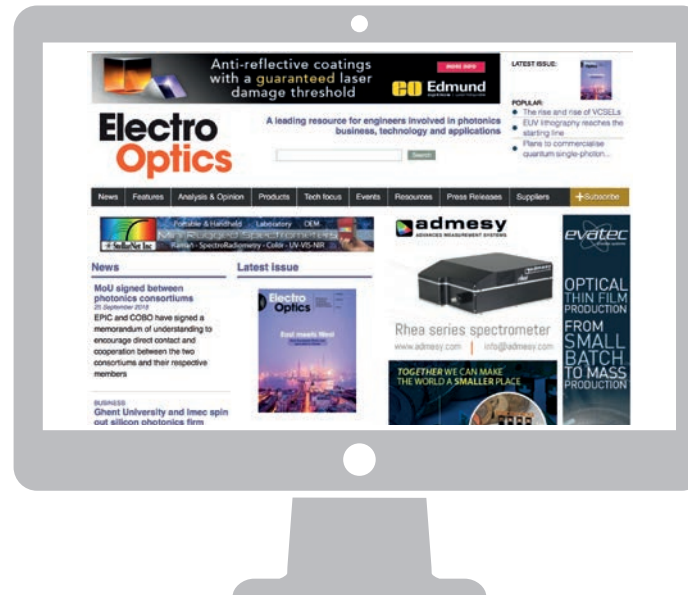 Anti-reflective coatings
with a guaranteed laser
damage threshold
eo Edmund
LATEST ISSUE:
POPULAR:
The rise and rise of VCSELs
EUV lithography reaches the
starting line
Plans to commercialise
quantum single-photon...
Electro
Optics
A leading resource for engineers involved in photonics
business, technology and applications
Search
News Features Analysis & Opinion Products Tech focus Events Resources Press Releases Suppliers +Subscribe
StellarNet Inc
Portable & Handheld Laboratory OEM
Mini Rugged Spectrometers
Raman - SpectroRadiometry - Color - UV-VIS-NIR
News
MoU signed between
photonics consortiums
25 September 2018
EPIC and COBO have signed a
memorandum of understanding to
encourage direct contact and
cooperation between the two
consortiums and their respective
members
BUSINESS
Ghent University and Imec spin
out silicon photonics firm
Latest issue
Electro
Optics
East meets West
admesy
ADVANCED MEASUREMENT SYSTEMS
Rhea series spectrometer
www.admesy.com | info@admesy.com
TOGETHER WE CAN MAKE
THE WORLD A SMALLER PLACE
evatec
OPTICAL
THIN FILM
PRODUCTION
FROM
SMALL
BATCH
TO MASS
PRODUCTION